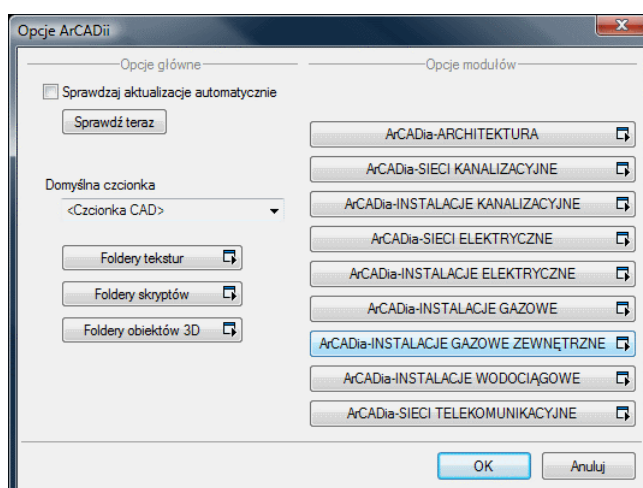 Opcje ArCADii
Opcje główne
Sprawdzaj aktualizacje automatycznie
Sprawdź teraz
Domyślna czcionka
<Czcionka CAD>
Foldery tekstur
Foldery skryptów
Foldery obiektów 3D
Opcje modułów
ArCADia-ARCHITEKTURA
ArCADia-SIECI KANALIZACYJNE
ArCADia-INSTALACJE KANALIZACYJNE
ArCADia-SIECI ELEKTRYCZNE
ArCADia-INSTALACJE ELEKTRYCZNE
ArCADia-INSTALACJE GAZOWE
ArCADia-INSTALACJE GAZOWE ZEWNĘTRZNE
ArCADia-INSTALACJE WODOCIĄGOWE
ArCADia-SIECI TELEKOMUNIKACYJNE
OK
Anuluj